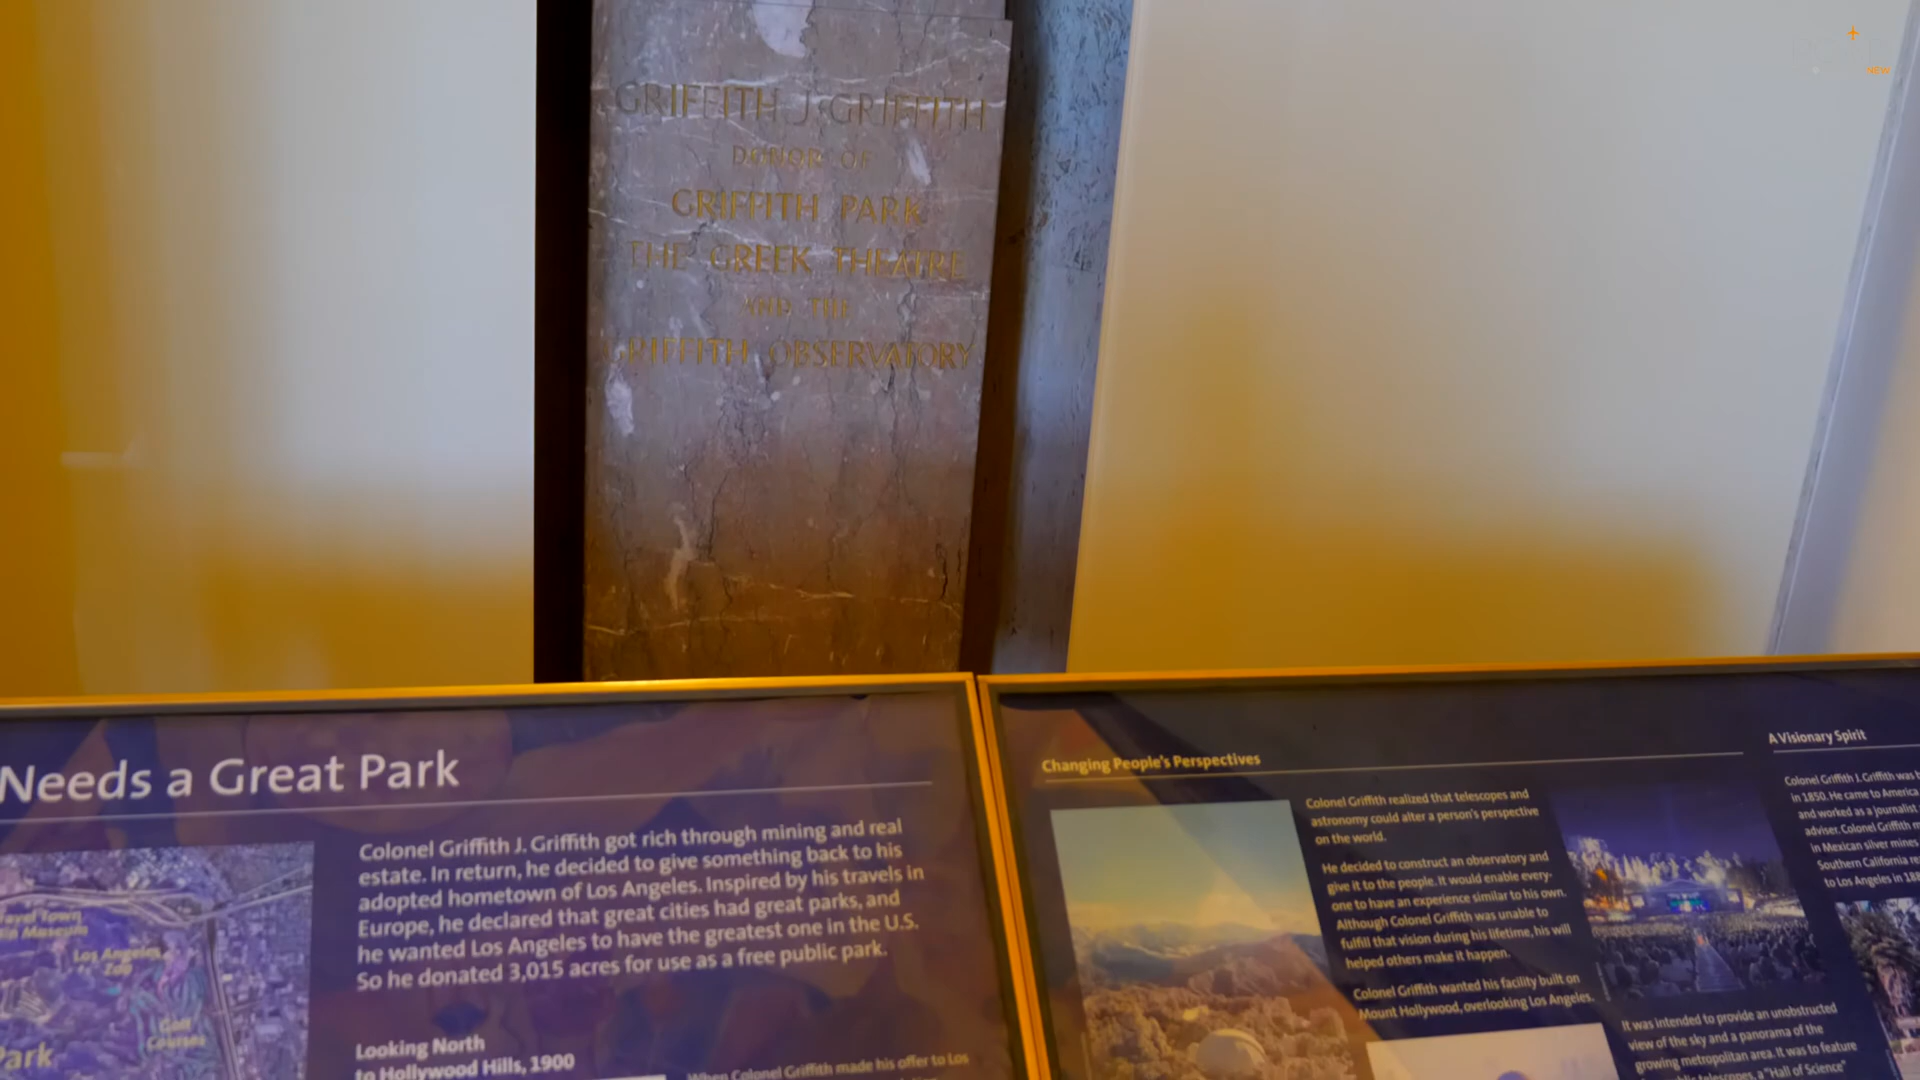 GRIFFITH J. GRIFFITH
DONOR OF
GRIFFITH PARK
THE GREEK THEATRE
AND THE
GRIFFITH OBSERVATORY
Needs a Great Park
Colonel Griffith J. Griffith got rich through mining and real
estate. In return, he decided to give something back to his
adopted hometown of Los Angeles. Inspired by his travels in
Europe, he declared that great cities had great parks, and
he wanted Los Angeles to have the greatest one in the U.S.
So he donated 3,015 acres for use as a free public park.
Travel Town
Museum
Los Angeles
Zoo
Golf
Courses
Park
Looking North
to Hollywood Hills, 1900
When Colonel Griffith made his offer to Los
Changing People's Perspectives
Colonel Griffith realized that telescopes and
astronomy could alter a person's perspective
on the world.
He decided to construct an observatory and
give it to the people. It would enable every-
one to have an experience similar to his own.
Although Colonel Griffith was unable to
fulfill that vision during his lifetime, his will
helped others make it happen.
Colonel Griffith wanted his facility built on
Mount Hollywood, overlooking Los Angeles.
It was intended to provide an unobstructed
view of the sky and a panorama of the
growing metropolitan area. It was to feature
telescopes, a "Hall of Science"
A Visionary Spirit
Colonel Griffith J. Griffith was
in 1850. He came to America
and worked as a journalist
adviser. Colonel Griffith
in Mexican silver mines
Southern California
to Los Angeles in
NEW